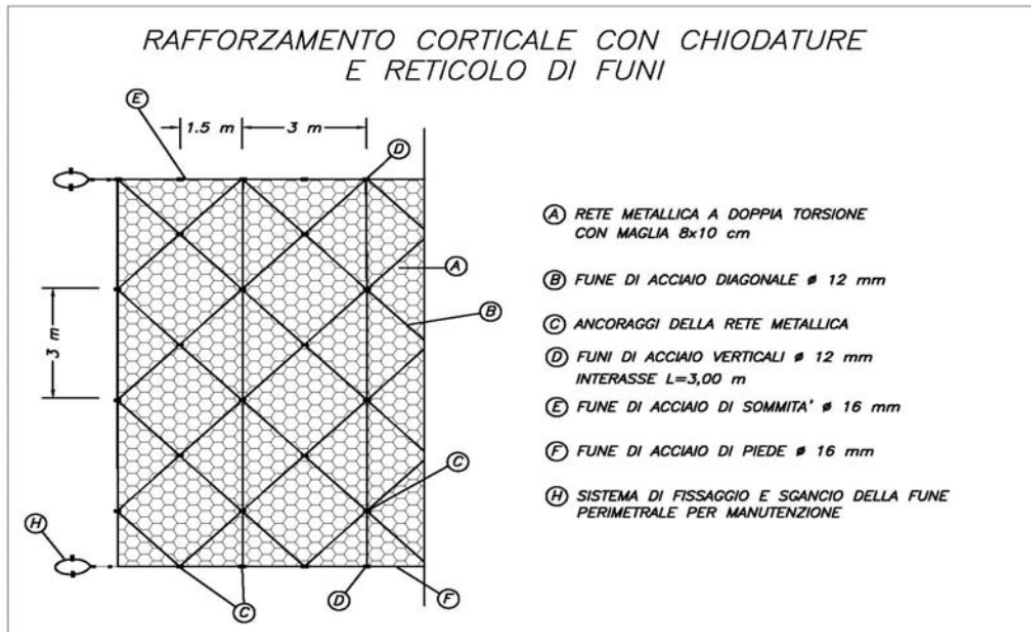 RAFFORZAMENTO CORTICALE CON CHIODATURE
E RETICOLO DI FUNI
E
1.5 m
3 m
D
A
B
3 m
C
H
C
D
F
A RETE METALLICA A DOPPIA TORSIONE
CON MAGLIA 8x10 cm
B FUNE DI ACCIAIO DIAGONALE ø 12 mm
C ANCORAGGI DELLA RETE METALLICA
D FUNI DI ACCIAIO VERTICALI ø 12 mm
INTERASSE L=3,00 m
E FUNE DI ACCIAIO DI SOMMITA' ø 16 mm
F FUNE DI ACCIAIO DI PIEDE ø 16 mm
H SISTEMA DI FISSAGGIO E SGANCIO DELLA FUNE
PERIMETRALE PER MANUTENZIONE